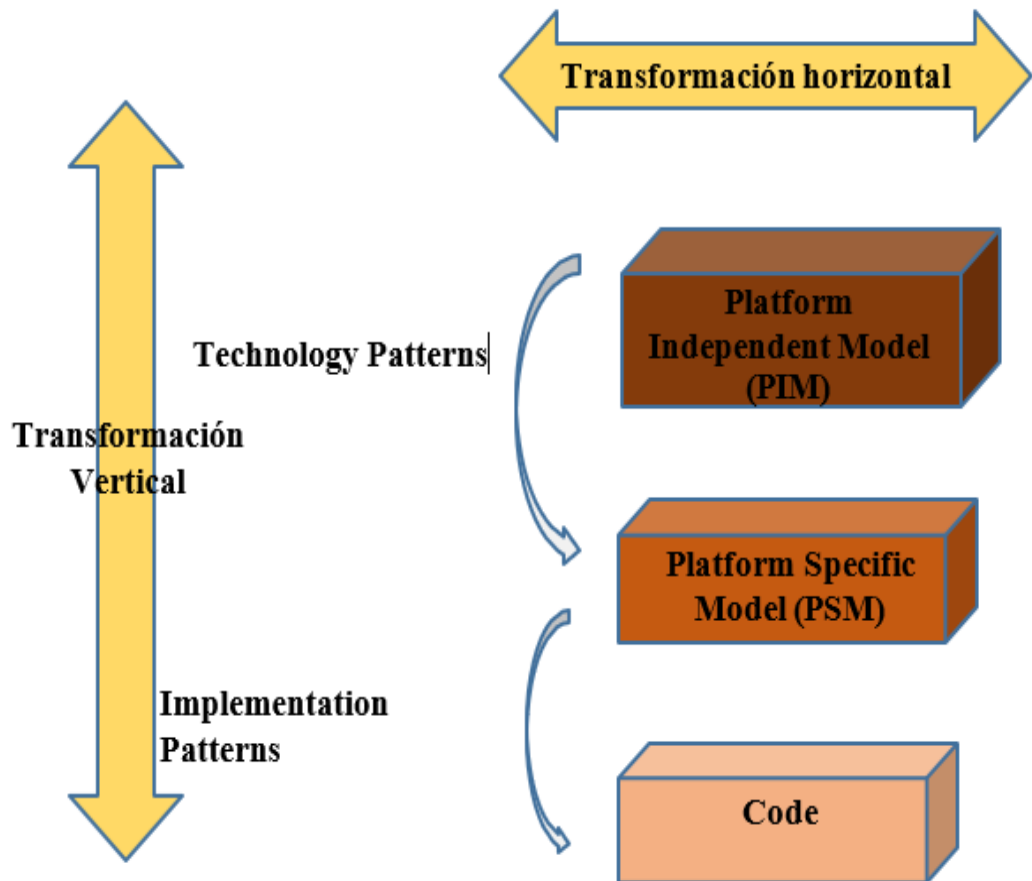 Transformación horizontal
Platform
Independent Model
(PIM)
Technology Patterns
Transformación
Vertical
Platform Specific
Model (PSM)
Implementation
Patterns
Code